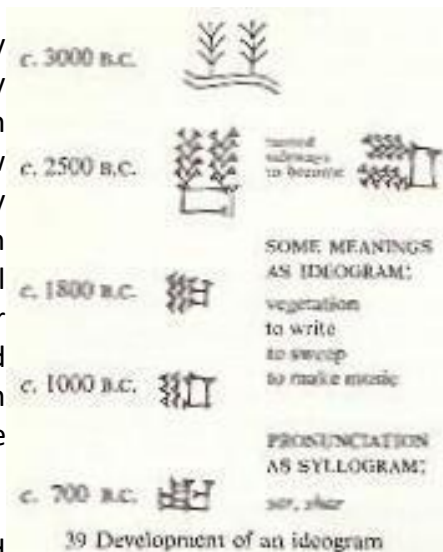 c. 3000 B.C.
c. 2500 B.C.
turned
sideways
to become
c. 1800 B.C.
SOME MEANINGS
AS IDEOGRAM:
vegetation
to write
to sweep
to make music
c. 1000 B.C.
PRONUNCIATION
AS SYLLOGRAM:
sar, shar
c. 700 B.C.
39 Development of an ideogram